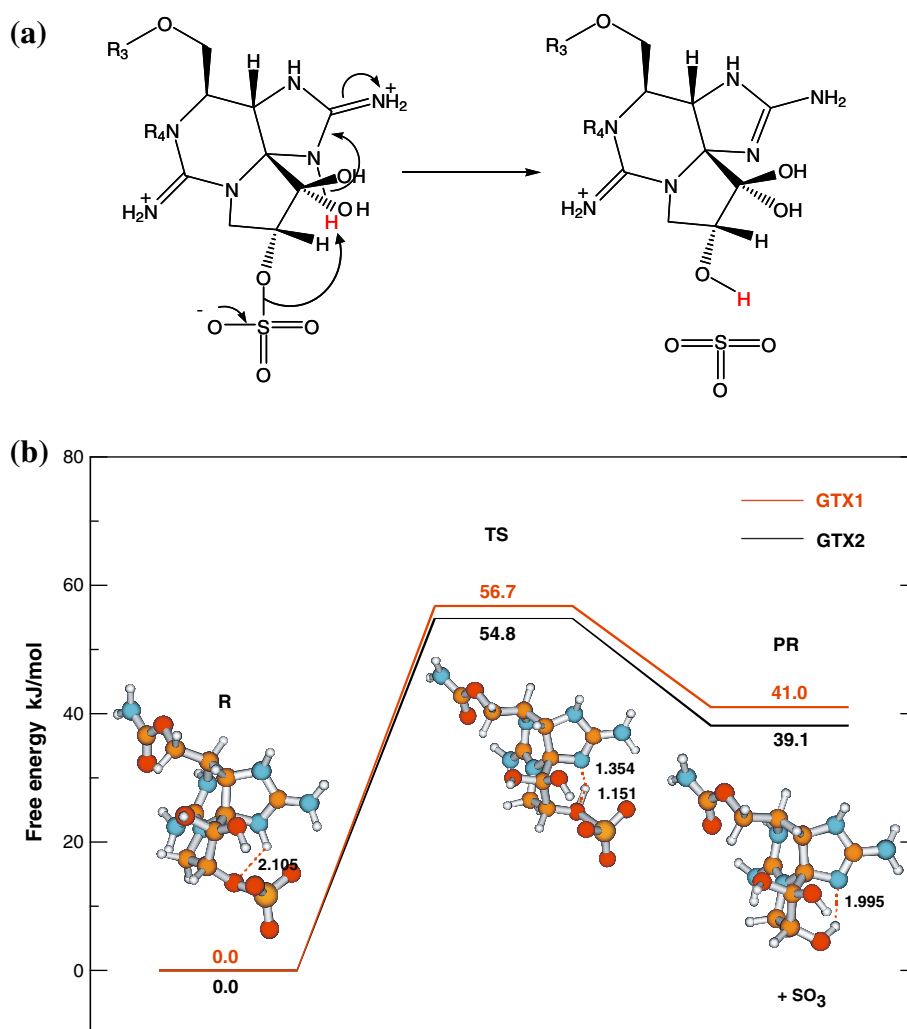 (a)
O
R3
H
H
N
+
NH2
R4N
N
N
OH
OH
H2N
+
H
H
O
-
O
S
O
O
O
R3
H
H
N
NH2
R4N
N
N
OH
OH
H2N
+
H
O
H
O
S
O
O
(b)
80
60
40
20
0
Free energy kJ/mol
GTX1
GTX2
TS
56.7
54.8
PR
41.0
39.1
R
1.354
1.151
2.105
1.995
0.0
0.0
+ SO3